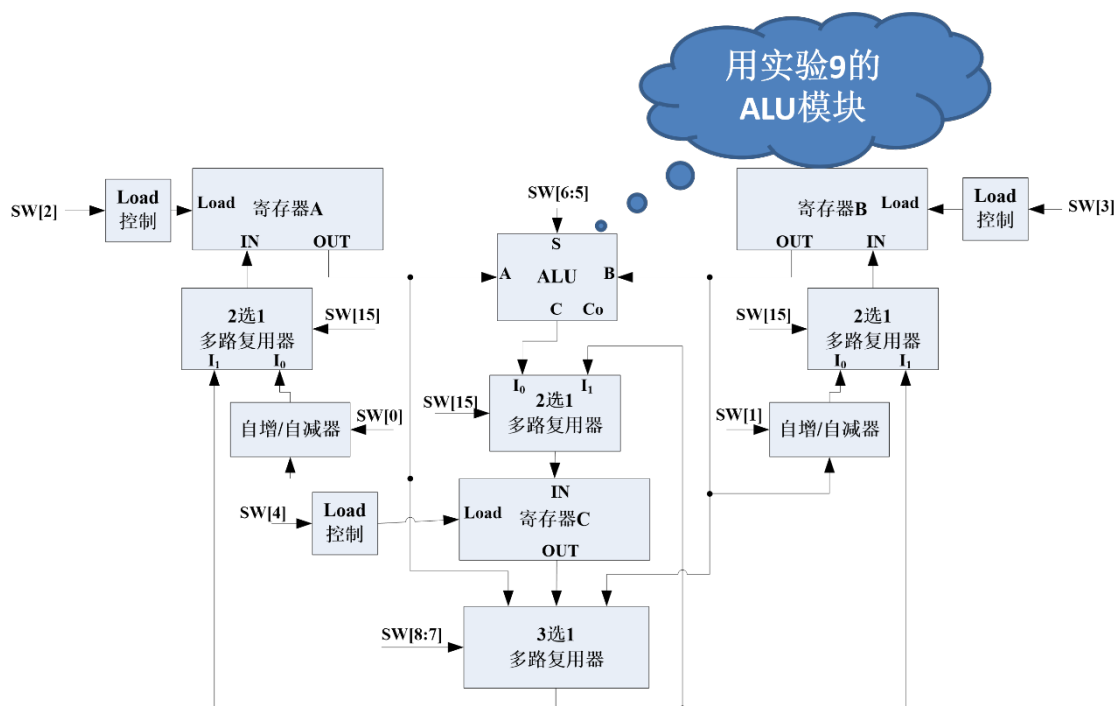 用实验9的
ALU模块
SW[2]
Load
控制
Load
寄存器A
IN
OUT
SW[6:5]
S
A
ALU
B
C
Co
寄存器B
Load
OUT
IN
Load
控制
SW[3]
2选1
多路复用器
I₁
I₀
SW[15]
SW[15]
2选1
多路复用器
I₀
I₁
I₀
I₁
2选1
多路复用器
SW[15]
自增/自减器
SW[0]
SW[1]
自增/自减器
SW[4]
Load
控制
IN
Load
寄存器C
OUT
SW[8:7]
3选1
多路复用器